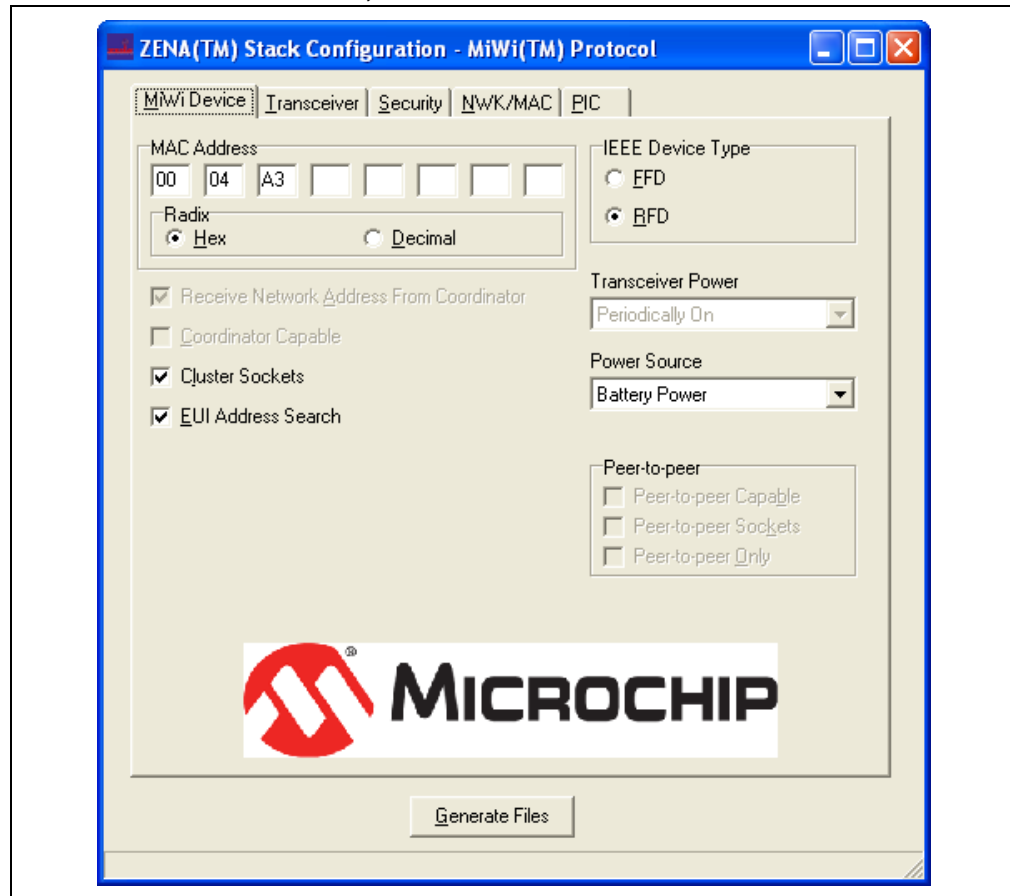 ZENA(TM) Stack Configuration - MiWi(TM) Protocol
MiWi Device Transceiver Security NWK/MAC PIC
MAC Address
00 04 A3
Radix
Hex Decimal
IEEE Device Type
FFD
RFD
Receive Network Address From Coordinator
Coordinator Capable
Cluster Sockets
EUI Address Search
Transceiver Power
Periodically On
Power Source
Battery Power
Peer-to-peer
Peer-to-peer Capable
Peer-to-peer Sockets
Peer-to-peer Only
® MICROCHIP
Generate Files